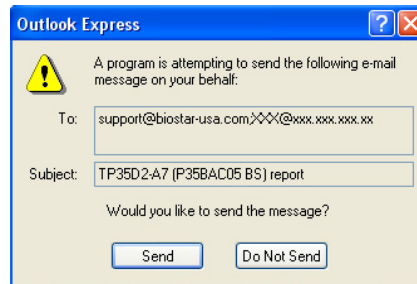 Outlook Express
A program is attempting to send the following e-mail
message on your behalf:
To:
support@biostar-usa.com;XXX@xxx.xxx.xxx.xx
Subject:
TP35D2-A7 (P35BAC05 BS) report
Would you like to send the message?
Send
Do Not Send